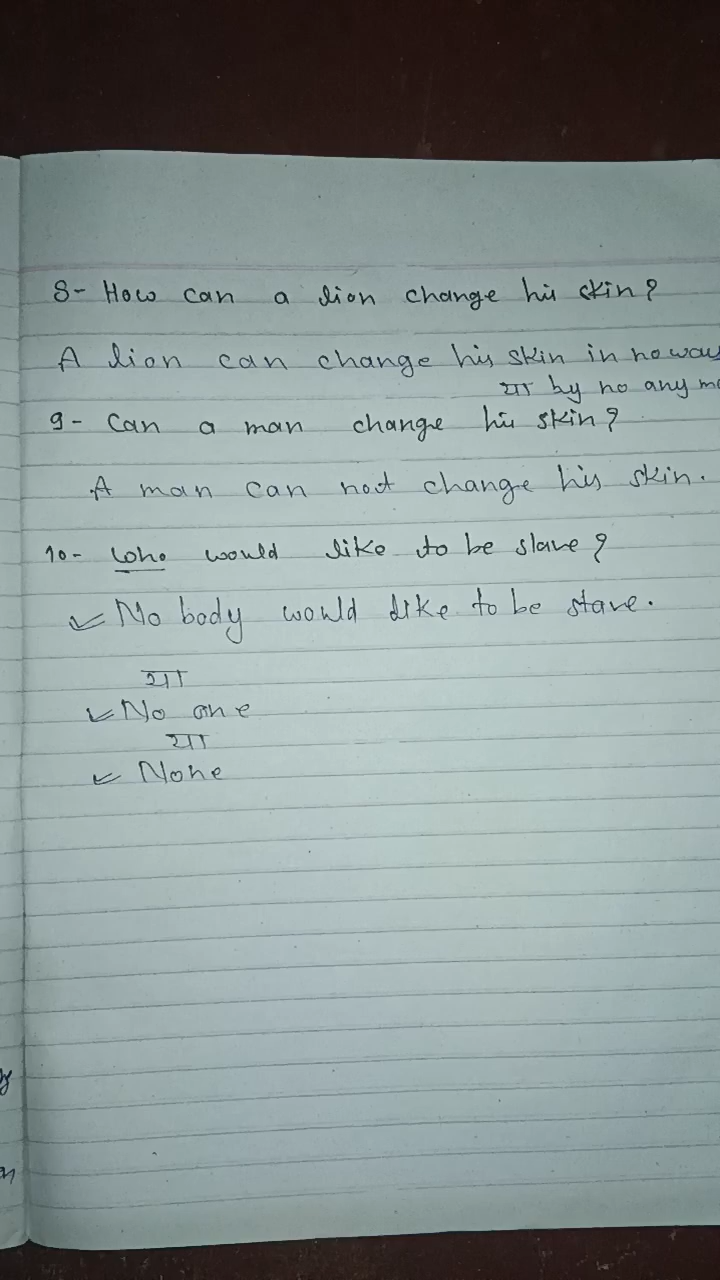 8- How can a lion change his skin?
A lion can change his skin in no way
या by no any
9- Can a man change his skin?
A man can not change his skin.
10- Who would like to be slave?
No body would like to be slave.
या
No one
या
None